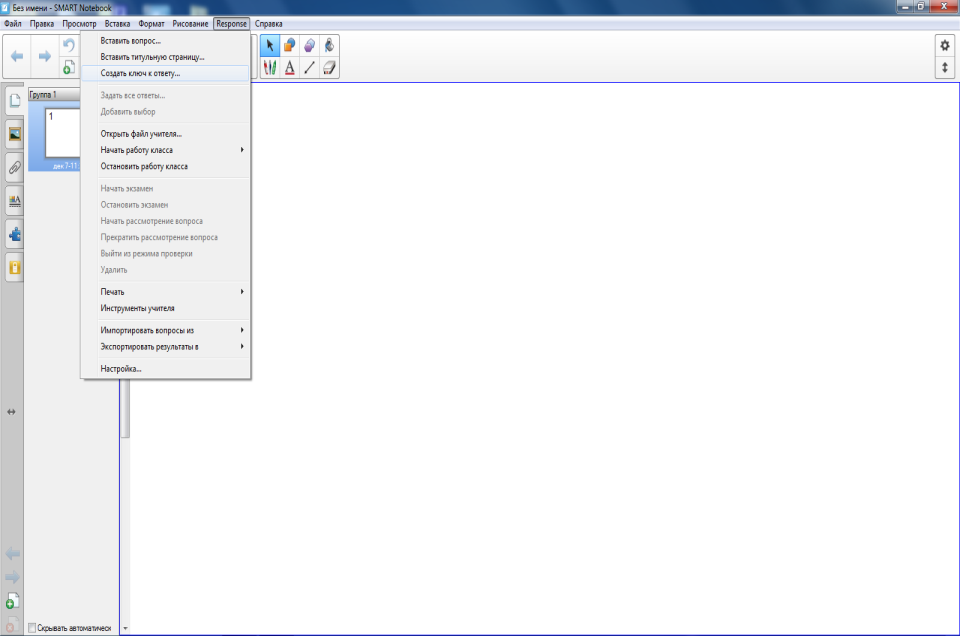 Без имени - SMART Notebook
Файл Правка Просмотр Вставка Формат Рисование Response Справка
Вставить вопрос...
Вставить титульную страницу...
Создать ключ к ответу...
Задать все ответы...
Добавить выбор
Открыть файл учителя...
Начать работу класса
Остановить работу класса
Начать экзамен
Остановить экзамен
Начать рассмотрение вопроса
Прекратить рассмотрение вопроса
Выйти из режима проверки
Удалить
Печать
Инструменты учителя
Импортировать вопросы из
Экспортировать результаты в
Настройка...
Группа 1
1
дек 7-11:
Скрывать автоматическ